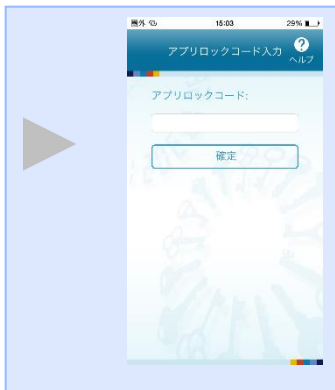 圏外 15:03 29%
アプリロックコード入力 ?
ヘルプ
アプリロックコード:
確定